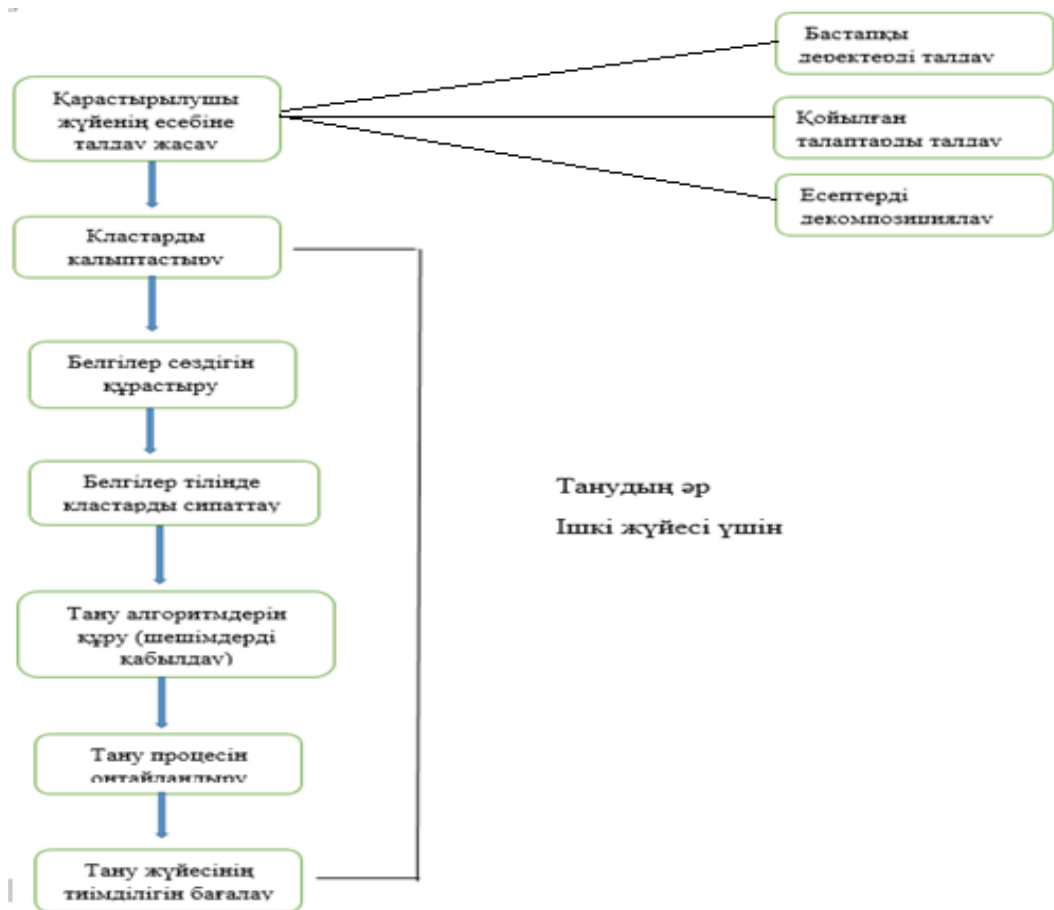 Қарастырылушы
жүйенің есебіне
талдау жасау
Бастапқы
деректерді талдау
Қойылған
талаптарды талдау
Есептерді
декомпозициялау
Кластарды
қалыптастыру
Белгілер сөздігін
құрастыру
Белгілер тілінде
кластарды сипаттау
Тану алгоритмдерін
құру (шешімдерді
қабылдау)
Тану процесін
оңтайландыру
Тану жүйесінің
тиімділігін бағалау
Танудың әр
Ішкі жүйесі үшін